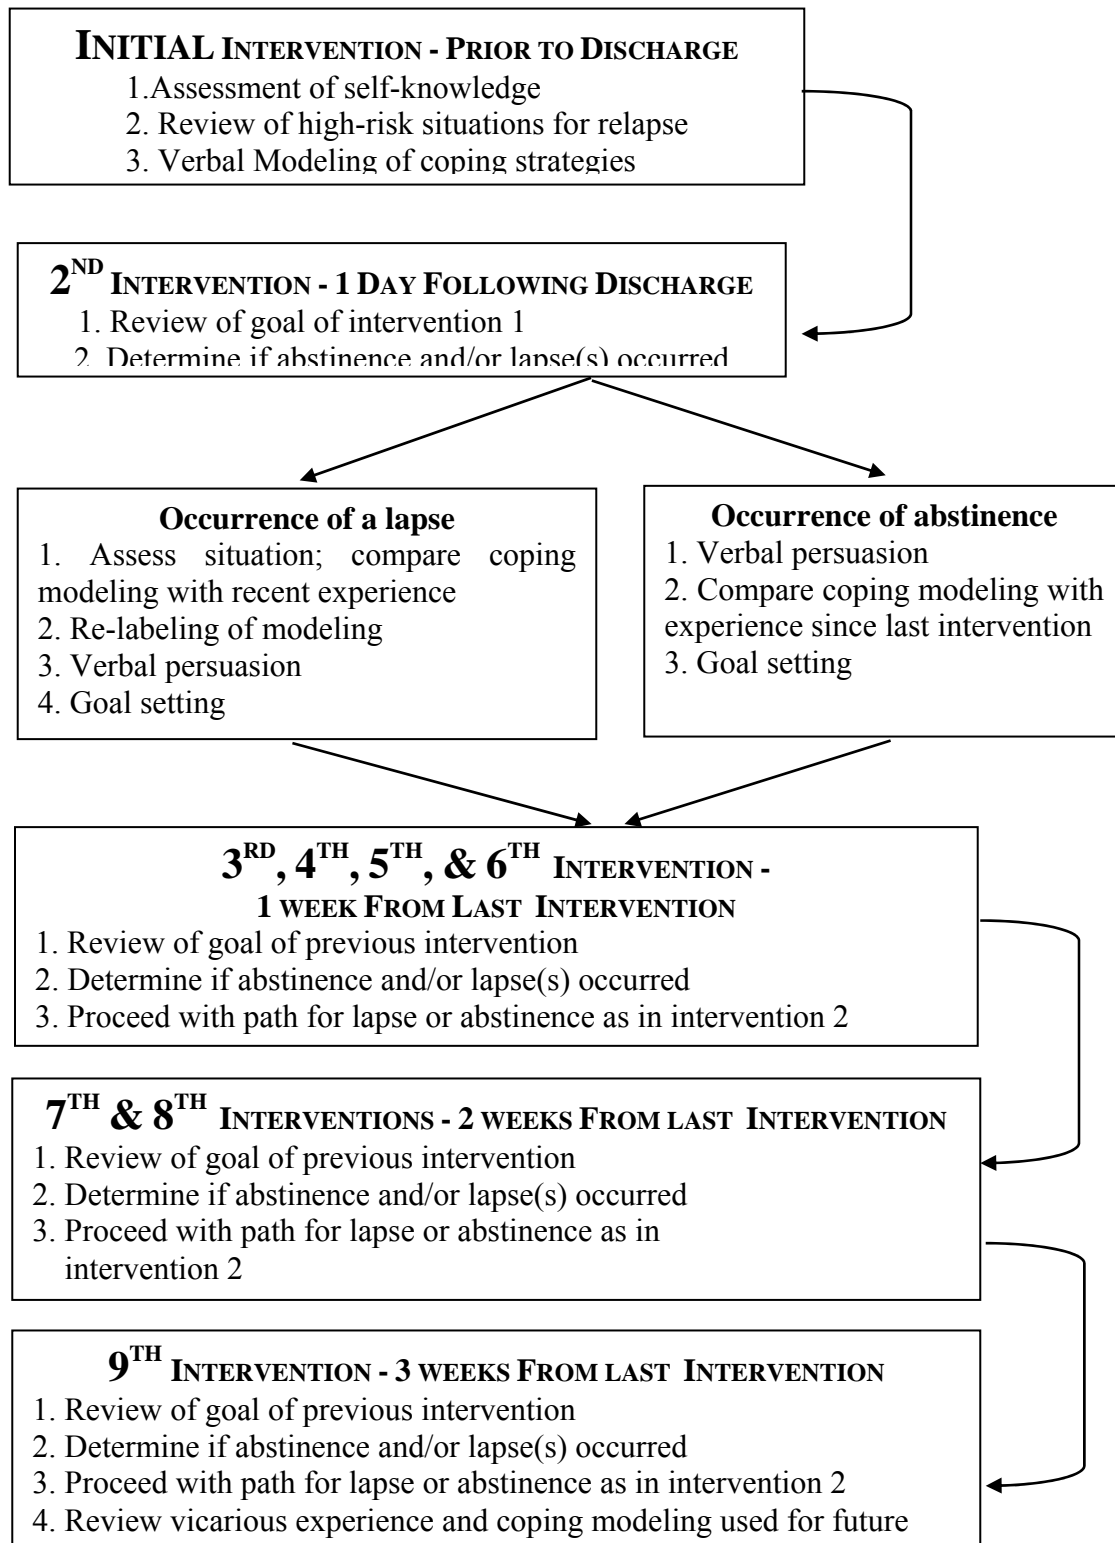 INITIAL INTERVENTION - PRIOR TO DISCHARGE
1.Assessment of self-knowledge
2. Review of high-risk situations for relapse
3. Verbal Modeling of coping strategies
2ND INTERVENTION - 1 DAY FOLLOWING DISCHARGE
1. Review of goal of intervention 1
2. Determine if abstinence and/or lapse(s) occurred
Occurrence of a lapse
1. Assess situation; compare coping
modeling with recent experience
2. Re-labeling of modeling
3. Verbal persuasion
4. Goal setting
Occurrence of abstinence
1. Verbal persuasion
2. Compare coping modeling with
experience since last intervention
3. Goal setting
3RD, 4TH, 5TH, & 6TH INTERVENTION -
1 WEEK FROM LAST INTERVENTION
1. Review of goal of previous intervention
2. Determine if abstinence and/or lapse(s) occurred
3. Proceed with path for lapse or abstinence as in intervention 2
7TH & 8TH INTERVENTIONS - 2 WEEKS FROM LAST INTERVENTION
1. Review of goal of previous intervention
2. Determine if abstinence and/or lapse(s) occurred
3. Proceed with path for lapse or abstinence as in
intervention 2
9TH INTERVENTION - 3 WEEKS FROM LAST INTERVENTION
1. Review of goal of previous intervention
2. Determine if abstinence and/or lapse(s) occurred
3. Proceed with path for lapse or abstinence as in intervention 2
4. Review vicarious experience and coping modeling used for future